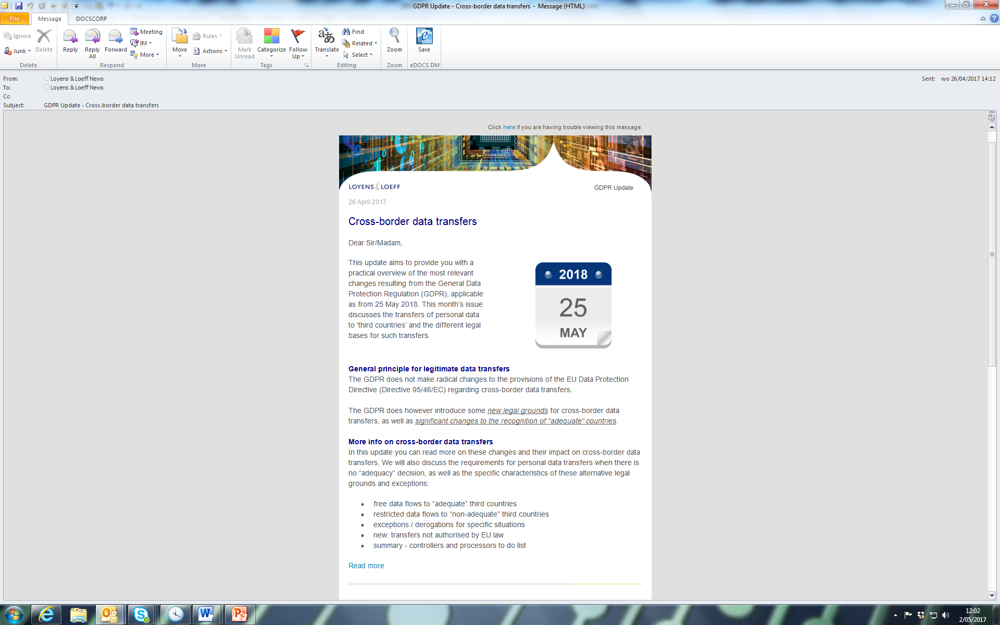 GDPR Update - Cross-border data transfers - Message (HTML)
File
Message
DOCSCORP
Ignore
Junk
Delete
Delete
Reply
Reply All
Forward
Meeting
IM
More
Respond
Move
Rules
Actions
Move
Mark Unread
Categorize
Follow Up
Tags
Translate
Find
Related
Select
Editing
Zoom
Zoom
Save
eDOCS DM
From: Loyens & Loeff News
Sent: wo 26/04/2017 14:12
To: Loyens & Loeff News
Cc:
Subject: GDPR Update - Cross-border data transfers
Click here if you are having trouble viewing this message.
LOYENS LOEFF
GDPR Update
26 April 2017
Cross-border data transfers
Dear Sir/Madam,
This update aims to provide you with a
practical overview of the most relevant
changes resulting from the General Data
Protection Regulation (GDPR), applicable
as from 25 May 2018. This month’s issue
discusses the transfers of personal data
to ‘third countries’ and the different legal
bases for such transfers.
2018
25
MAY
General principle for legitimate data transfers
The GDPR does not make radical changes to the provisions of the EU Data Protection
Directive (Directive 95/46/EC) regarding cross-border data transfers.
The GDPR does however introduce some new legal grounds for cross-border data
transfers, as well as significant changes to the recognition of “adequate” countries.
More info on cross-border data transfers
In this update you can read more on these changes and their impact on cross-border data
transfers. We will also discuss the requirements for personal data transfers when there is
no “adequacy” decision, as well as the specific characteristics of these alternative legal
grounds and exceptions:
• free data flows to “adequate” third countries
• restricted data flows to “non-adequate” third countries
• exceptions / derogations for specific situations
• new: transfers not authorised by EU law
• summary - controllers and processors to do list
Read more
12:02
2/05/2017